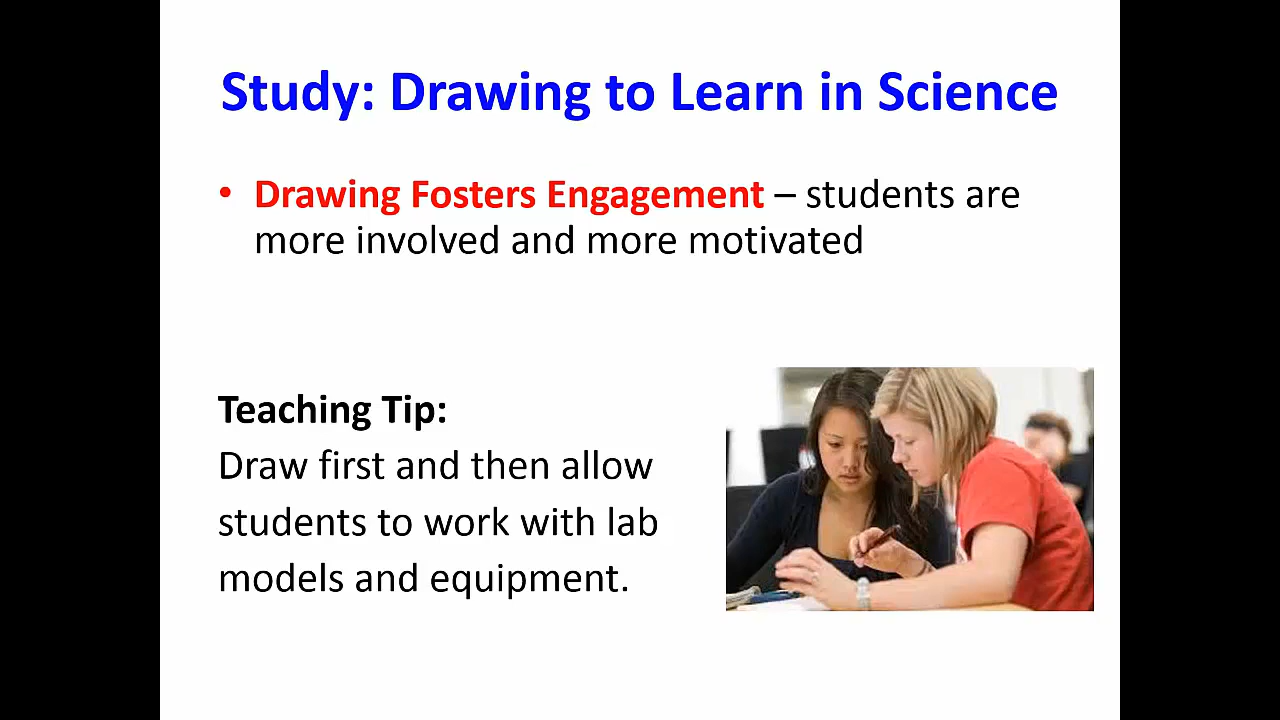 Study: Drawing to Learn in Science
• Drawing Fosters Engagement – students are
more involved and more motivated
Teaching Tip:
Draw first and then allow
students to work with lab
models and equipment.